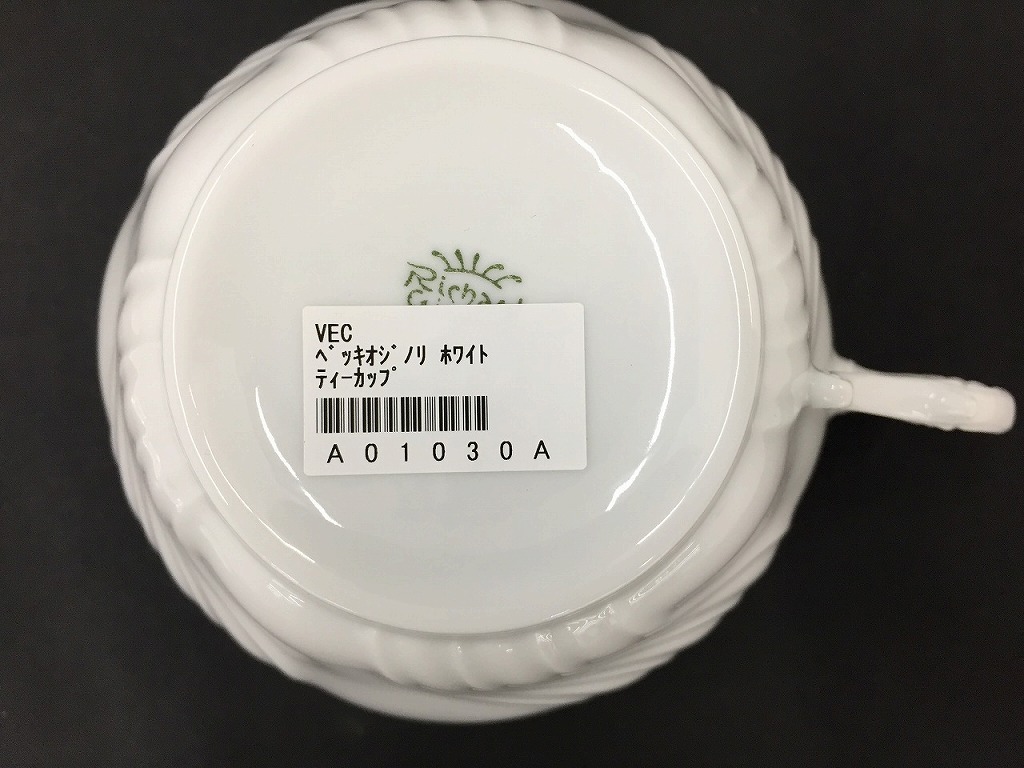 Richard
VEC
ﾍﾞｯｷｵｼﾞﾉﾘ ﾎﾜｲﾄ
ﾃｨｰｶｯﾌﾟ
A01030A